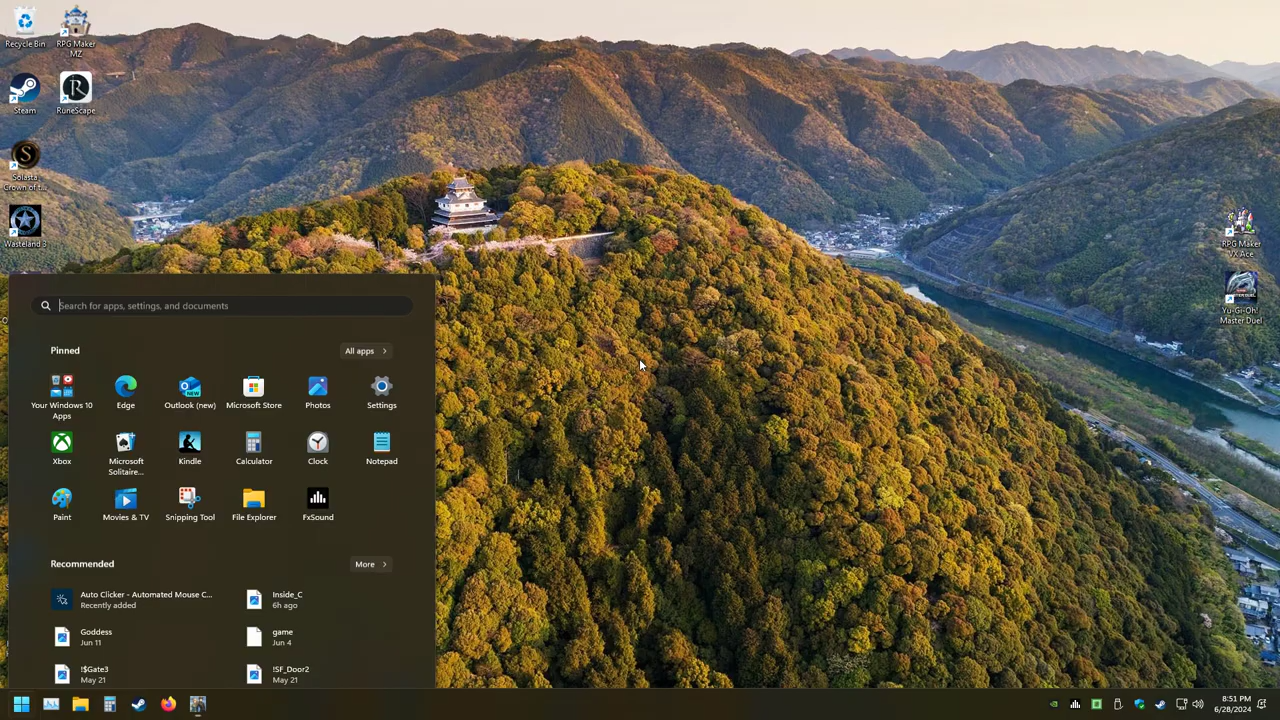 Recycle Bin
RPG Maker
MZ
Steam
RuneScape
Solasta
Crown of t...
Wasteland 3
RPG Maker
VX Ace
Yu-Gi-Oh!
Master Duel
Search for apps, settings, and documents
Pinned
All apps
Your Windows 10
Apps
Edge
Outlook (new)
Microsoft Store
Photos
Settings
Xbox
Microsoft
Solitaire...
Kindle
Calculator
Clock
Notepad
Paint
Movies & TV
Snipping Tool
File Explorer
FxSound
Recommended
More
Auto Clicker - Automated Mouse C...
Recently added
Inside_C
6h ago
Goddess
Jun 11
game
Jun 4
!$Gate3
May 21
!SF_Door2
May 21
8:51 PM
6/28/2024